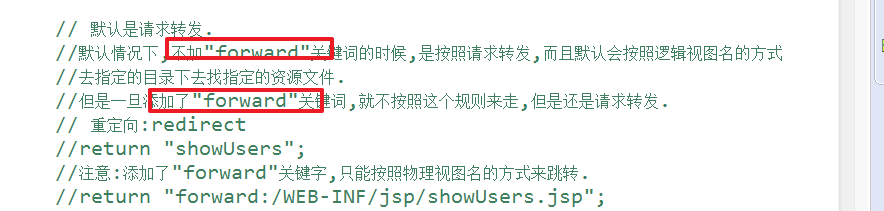 // 默认是请求转发.
//默认情况下,不加"forward"关键词的时候,是按照请求转发,而且默认会按照逻辑视图名的方式
//去指定的目录下去找指定的资源文件.
//但是一旦添加了"forward"关键词,就不按照这个规则来走,但是还是请求转发.
// 重定向:redirect
//return "showUsers";
//注意:添加了"forward"关键字,只能按照物理视图名的方式来跳转.
//return "forward:/WEB-INF/jsp/showUsers.jsp";